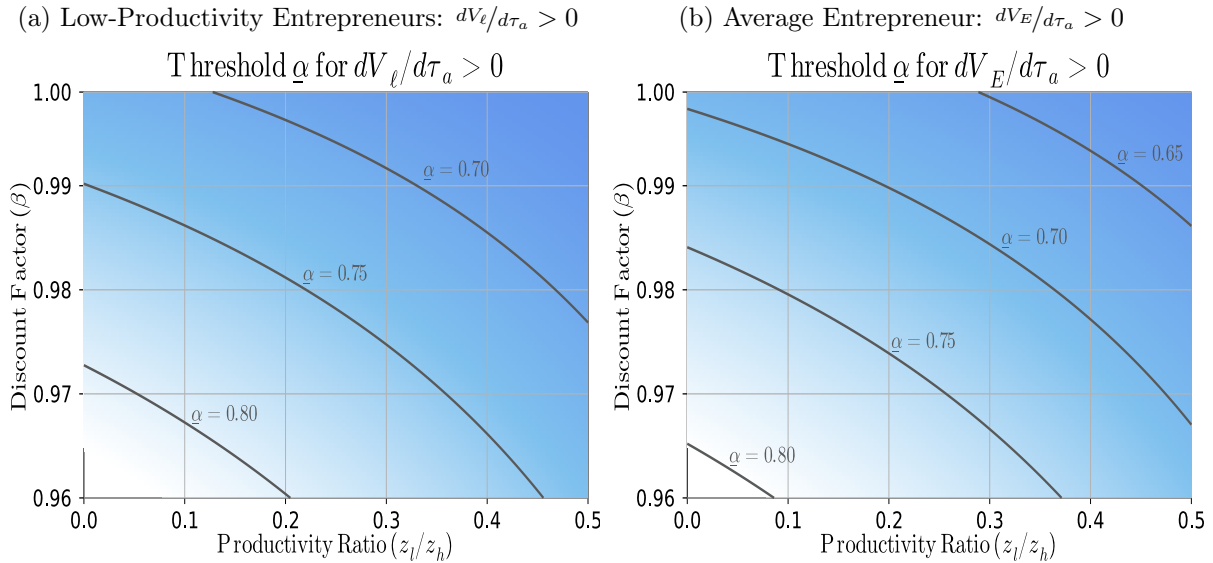 (a) Low-Productivity Entrepreneurs: dVℓ/dτa > 0
Threshold α̲ for dVℓ/dτa > 0
1.00
0.99
0.98
0.97
0.96
Discount Factor (β)
α̲ = 0.70
α̲ = 0.75
α̲ = 0.80
0.0 0.1 0.2 0.3 0.4 0.5
Productivity Ratio (zl/zh)
(b) Average Entrepreneur: dVE/dτa > 0
Threshold α̲ for dVE/dτa > 0
1.00
0.99
0.98
0.97
0.96
Discount Factor (β)
α̲ = 0.65
α̲ = 0.70
α̲ = 0.75
α̲ = 0.80
0.0 0.1 0.2 0.3 0.4 0.5
Productivity Ratio (zl/zh)